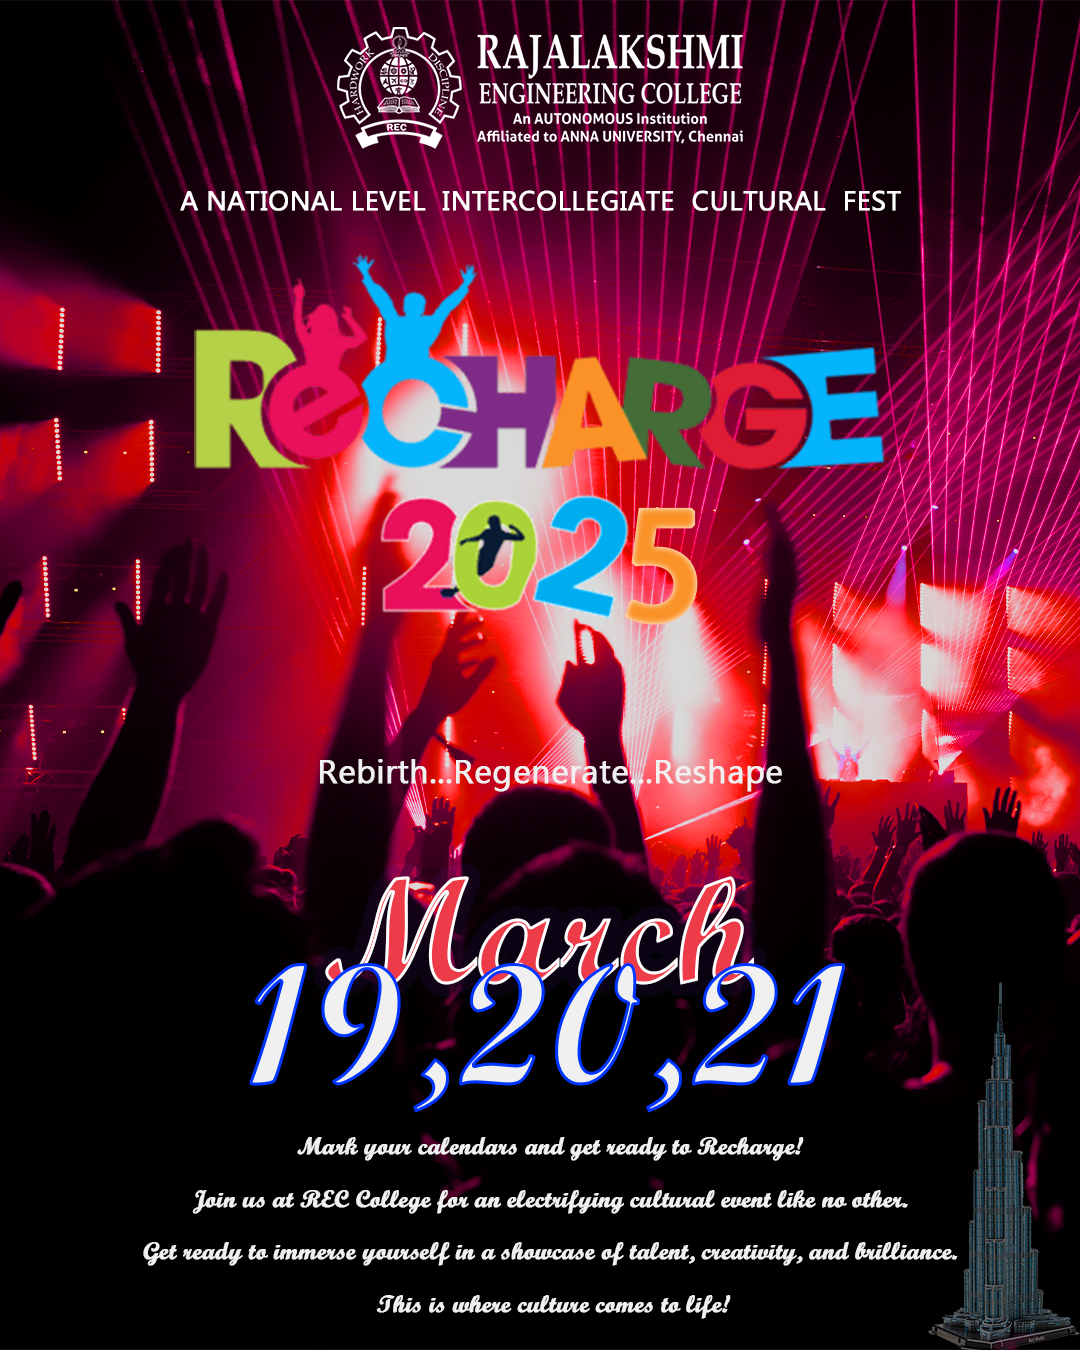 HARDWORK DISCIPLINE
REC
RAJALAKSHMI
ENGINEERING COLLEGE
An AUTONOMOUS Institution
Affiliated to ANNA UNIVERSITY, Chennai
A NATIONAL LEVEL INTERCOLLEGIATE CULTURAL FEST
ReCHARGE
2025
Rebirth...Regenerate...Reshape
March
19,20,21
Mark your calendars and get ready to Recharge!
Join us at REC College for an electrifying cultural event like no other.
Get ready to immerse yourself in a showcase of talent, creativity, and brilliance.
This is where culture comes to life!